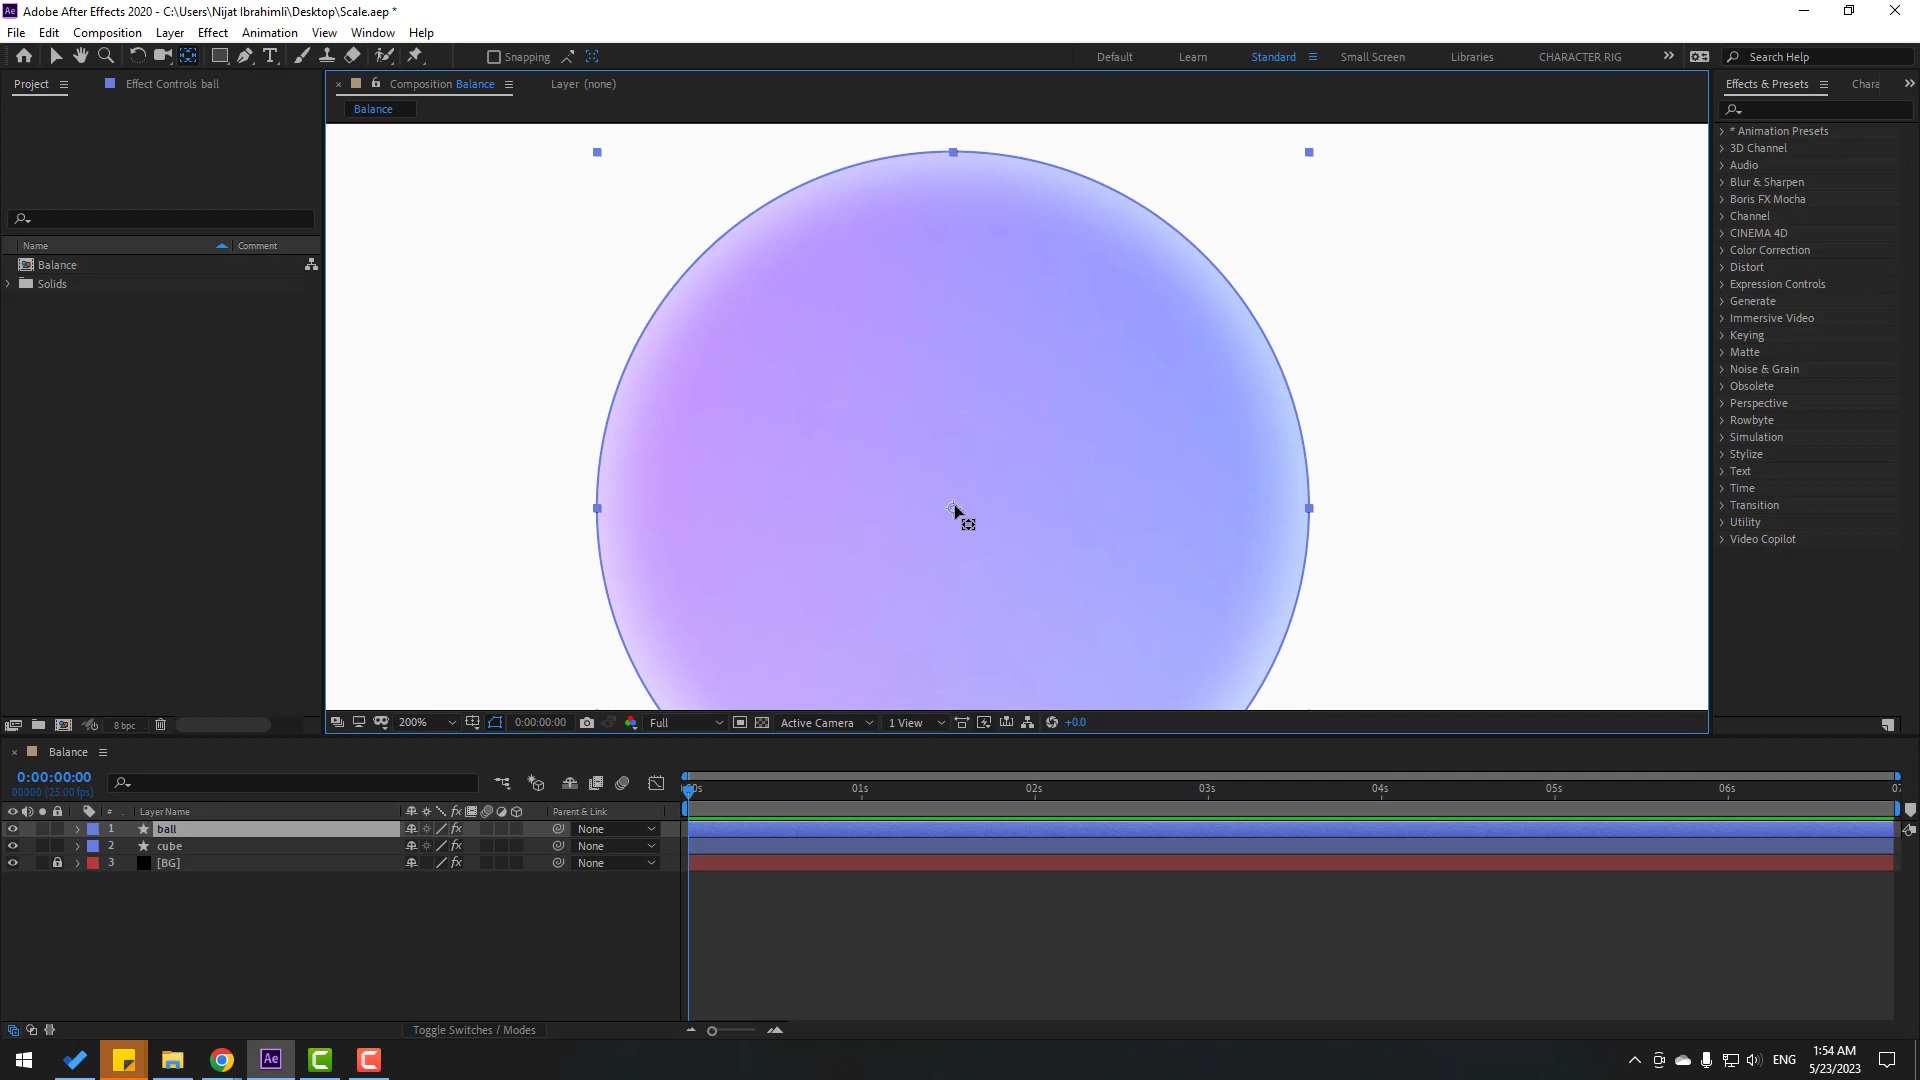 Adobe After Effects 2020 - C:\Users\Nijat Ibrahimli\Desktop\Scale.aep *
File Edit Composition Layer Effect Animation View Window Help
Snapping Default Learn Standard Small Screen Libraries CHARACTER RIG Search Help
Project Effect Controls ball Composition Balance Layer (none) Effects & Presets Chara
Balance
* Animation Presets
3D Channel
Audio
Blur & Sharpen
Boris FX Mocha
Channel
CINEMA 4D
Color Correction
Distort
Expression Controls
Generate
Immersive Video
Keying
Matte
Noise & Grain
Obsolete
Perspective
Rowbyte
Simulation
Stylize
Text
Time
Transition
Utility
Video Copilot
Name Comment
Balance
Solids
8 bpc 200% 0:00:00:00 Full Active Camera 1 View +0.0
Balance
0:00:00:00
00000 (25.00 fps)
01s 02s 03s 04s 05s 06s
# Layer Name Parent & Link
1 ball None
2 cube None
3 [BG] None
Toggle Switches / Modes
ENG 1:54 AM
5/23/2023